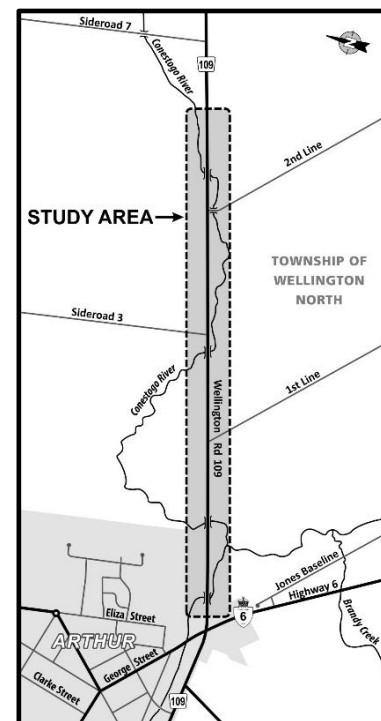 Sideroad 7
Conestogo River
109
2nd Line
STUDY AREA
TOWNSHIP OF
WELLINGTON
NORTH
Sideroad 3
Conestogo River
Wellington Rd 109
1st Line
Jones Baseline
Highway 6
6
Brandy Creek
Eliza Street
ARTHUR
George Street
Clarke Street
109